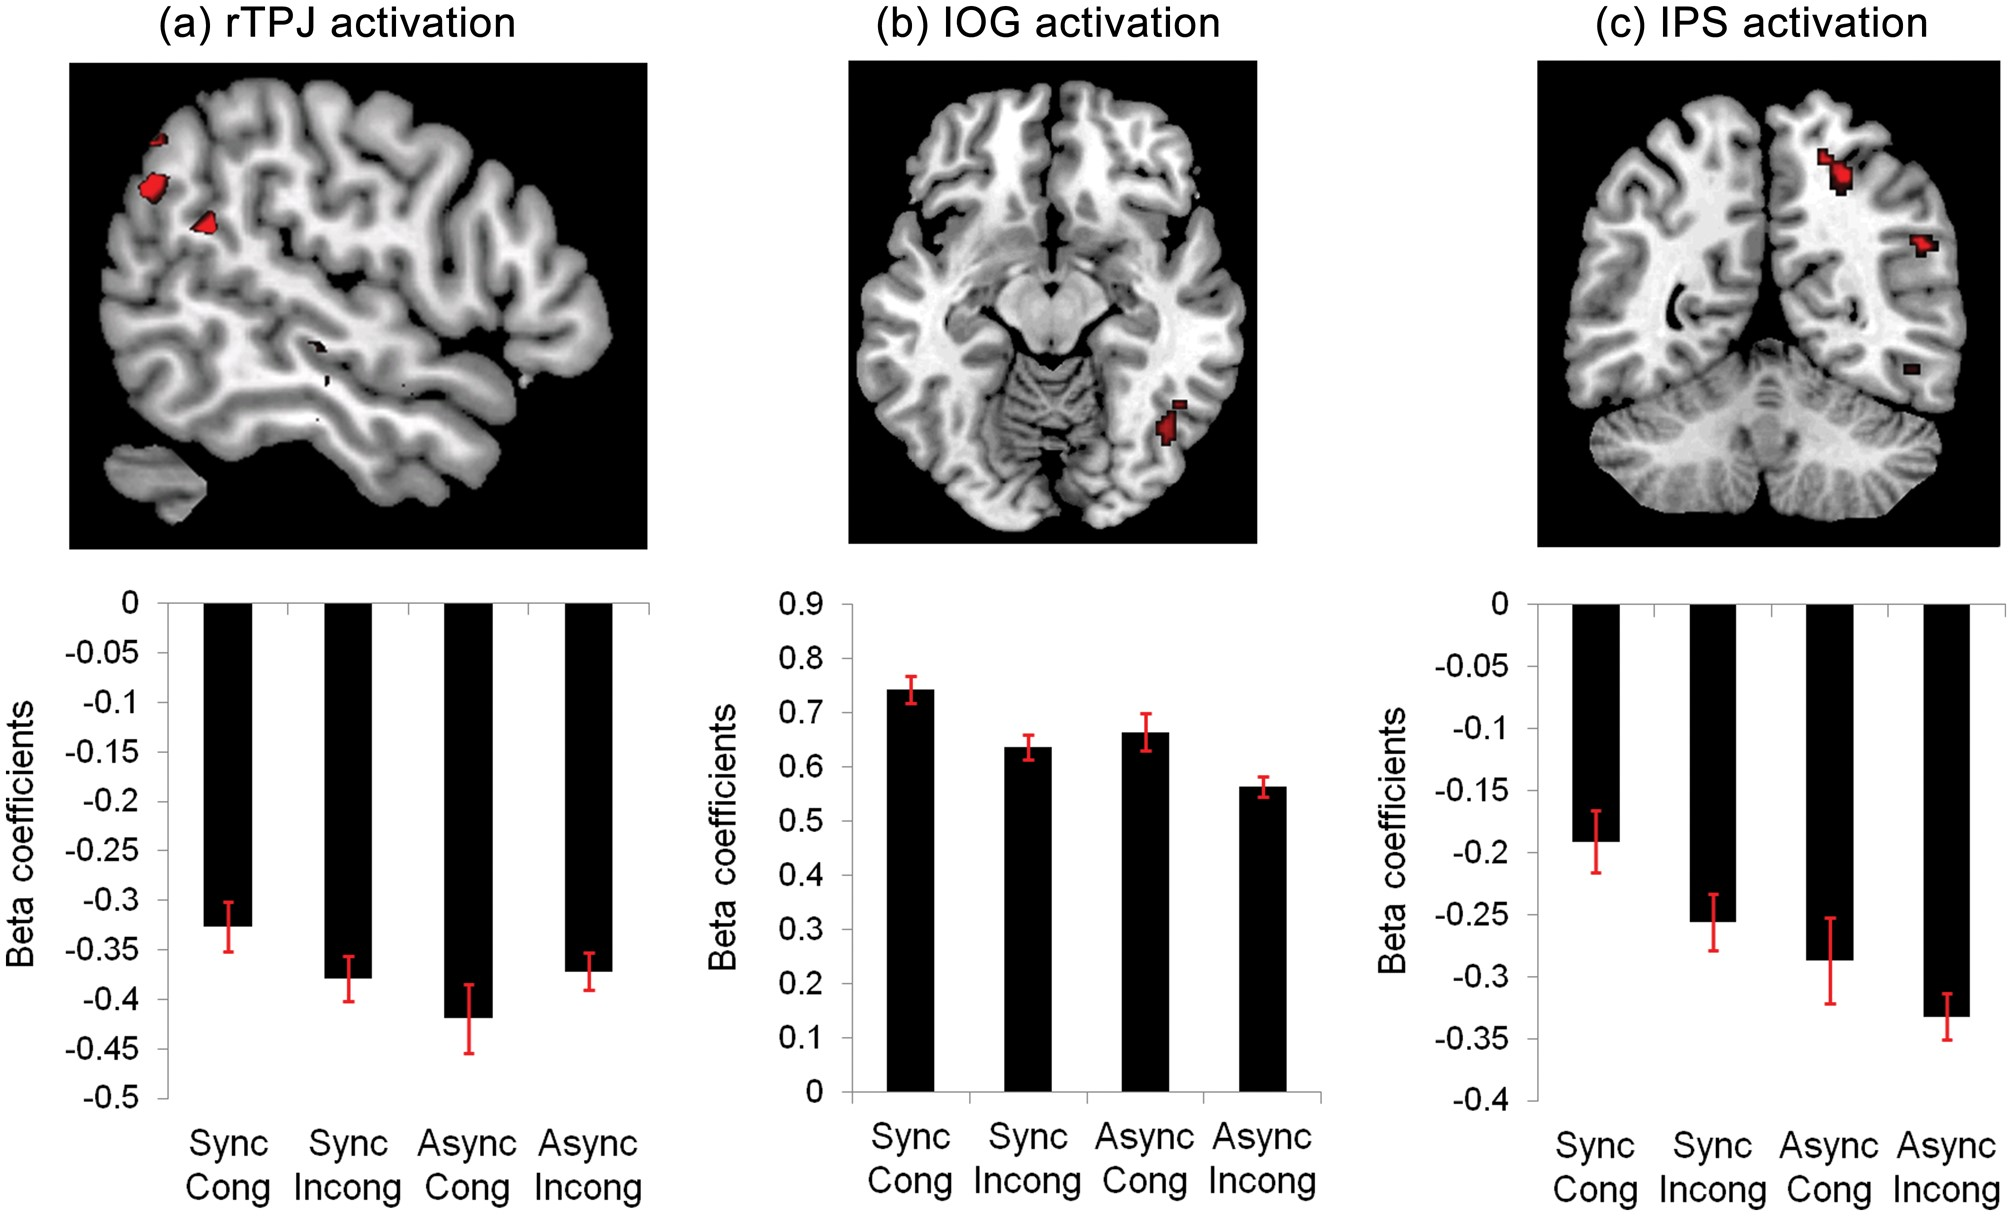 (a) rTPJ activation
(b) IOG activation
(c) IPS activation
Beta coefficients
0
-0.05
-0.1
-0.15
-0.2
-0.25
-0.3
-0.35
-0.4
-0.45
-0.5
Sync Cong
Sync Incong
Async Cong
Async Incong
Beta coefficients
0.9
0.8
0.7
0.6
0.5
0.4
0.3
0.2
0.1
0
Sync Cong
Sync Incong
Async Cong
Async Incong
Beta coefficients
0
-0.05
-0.1
-0.15
-0.2
-0.25
-0.3
-0.35
-0.4
Sync Cong
Sync Incong
Async Cong
Async Incong